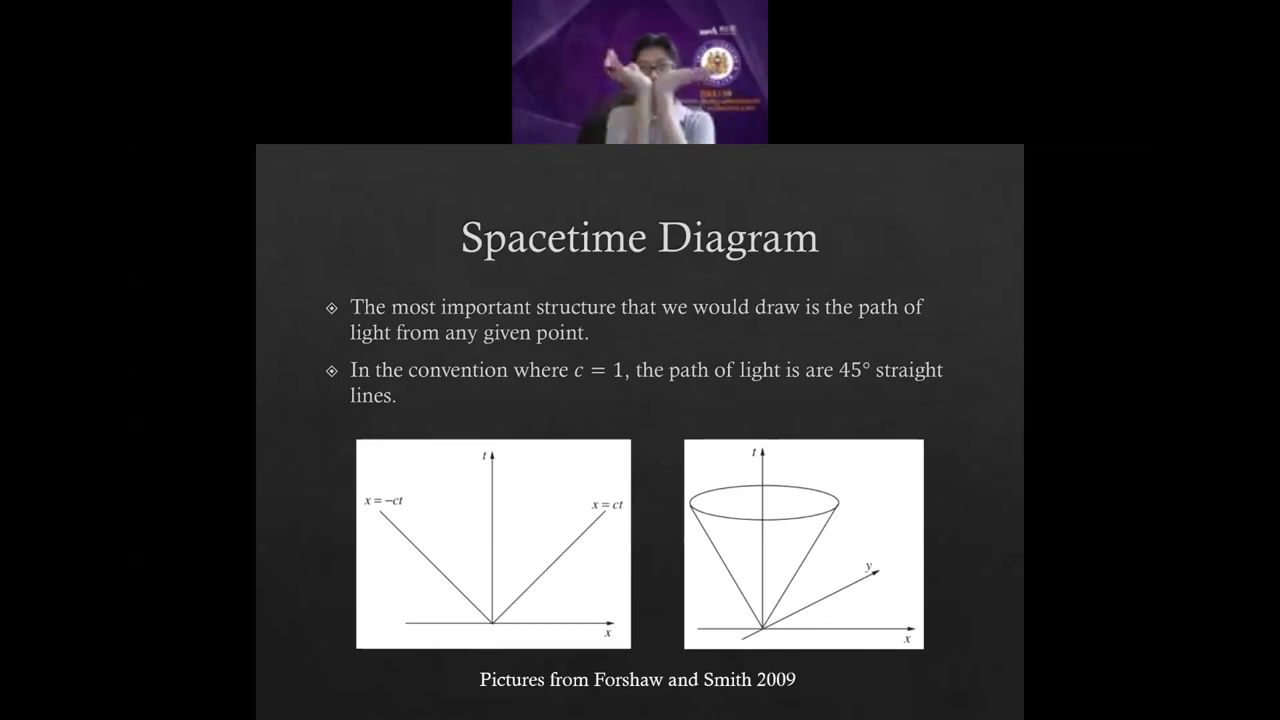 Spacetime Diagram
The most important structure that we would draw is the path of
light from any given point.
In the convention where c = 1, the path of light is are 45° straight
lines.
t
x = −ct
x = ct
x
t
y
x
Pictures from Forshaw and Smith 2009